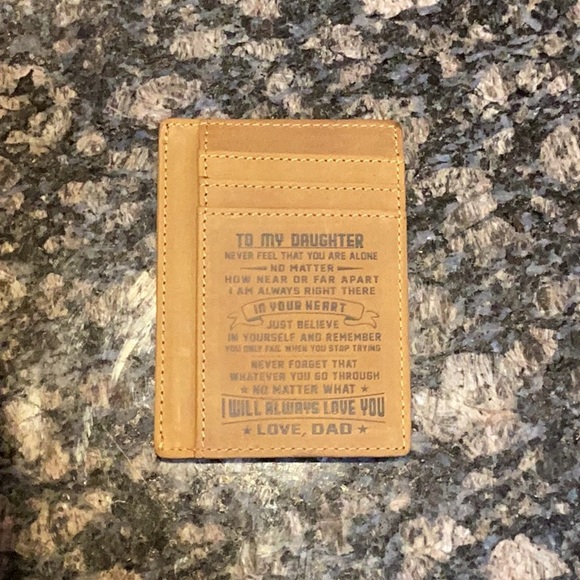 TO MY DAUGHTER
NEVER FEEL THAT YOU ARE ALONE
NO MATTER
HOW NEAR OR FAR APART
I AM ALWAYS RIGHT THERE
IN YOUR HEART
JUST BELIEVE
IN YOURSELF AND REMEMBER
YOU ONLY FAIL WHEN YOU STOP TRYING
NEVER FORGET THAT
WHATEVER YOU GO THROUGH
NO MATTER WHAT
I WILL ALWAYS LOVE YOU
LOVE, DAD